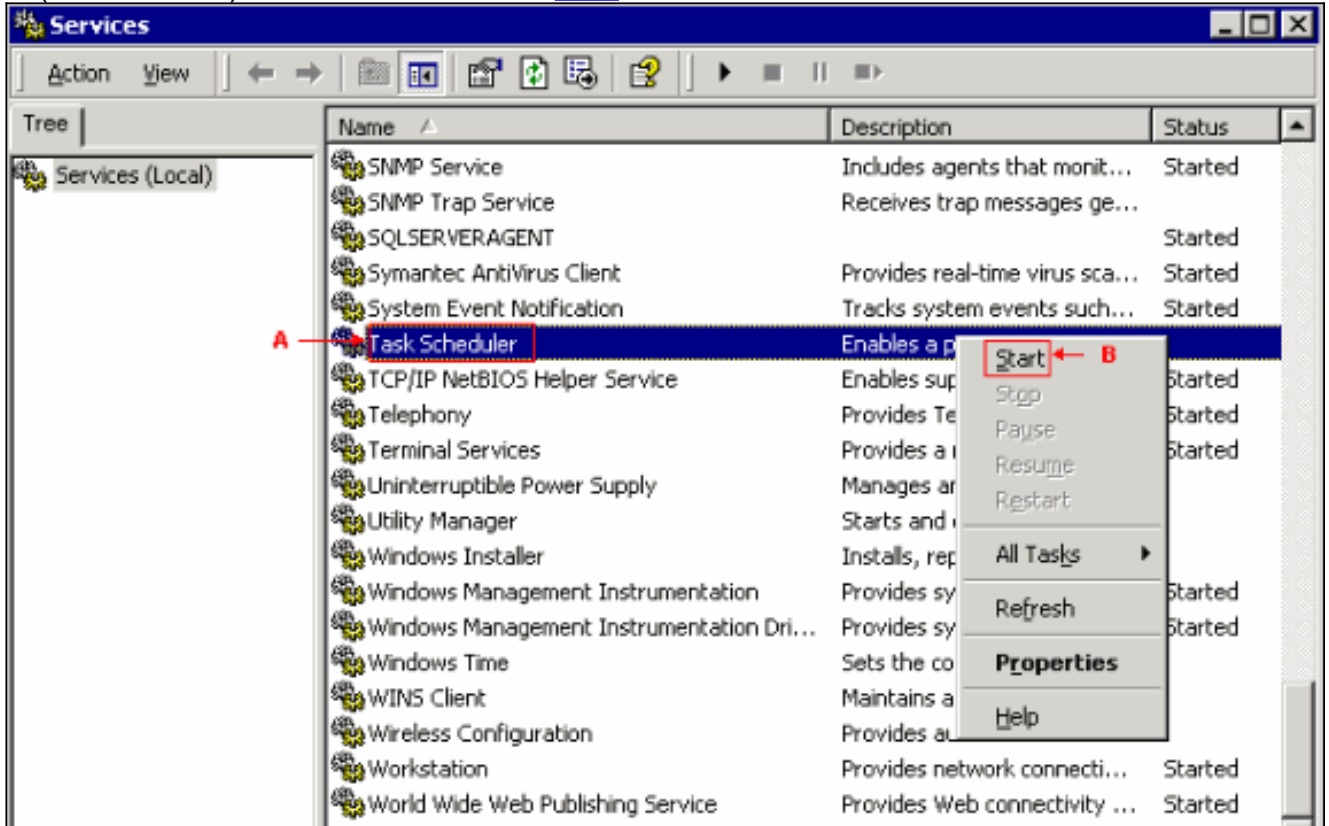 Services
Action View
Tree
Name Description Status
Services (Local)
SNMP Service Includes agents that monit... Started
SNMP Trap Service Receives trap messages ge...
SQLSERVERAGENT Started
Symantec AntiVirus Client Provides real-time virus sca... Started
System Event Notification Tracks system events such... Started
A Task Scheduler Enables a p
Start B
TCP/IP NetBIOS Helper Service Enables sup Started
Stop
Telephony Provides Te Started
Pause
Terminal Services Provides a Started
Resume
Uninterruptible Power Supply Manages
Restart
Utility Manager Starts and
Windows Installer Installs, rep
All Tasks
Windows Management Instrumentation Provides sy Started
Refresh
Windows Management Instrumentation Dri... Provides sy Started
Windows Time Sets the co
Properties
WINS Client Maintains a
Help
Wireless Configuration Provides
Workstation Provides network connecti... Started
World Wide Web Publishing Service Provides Web connectivity ... Started